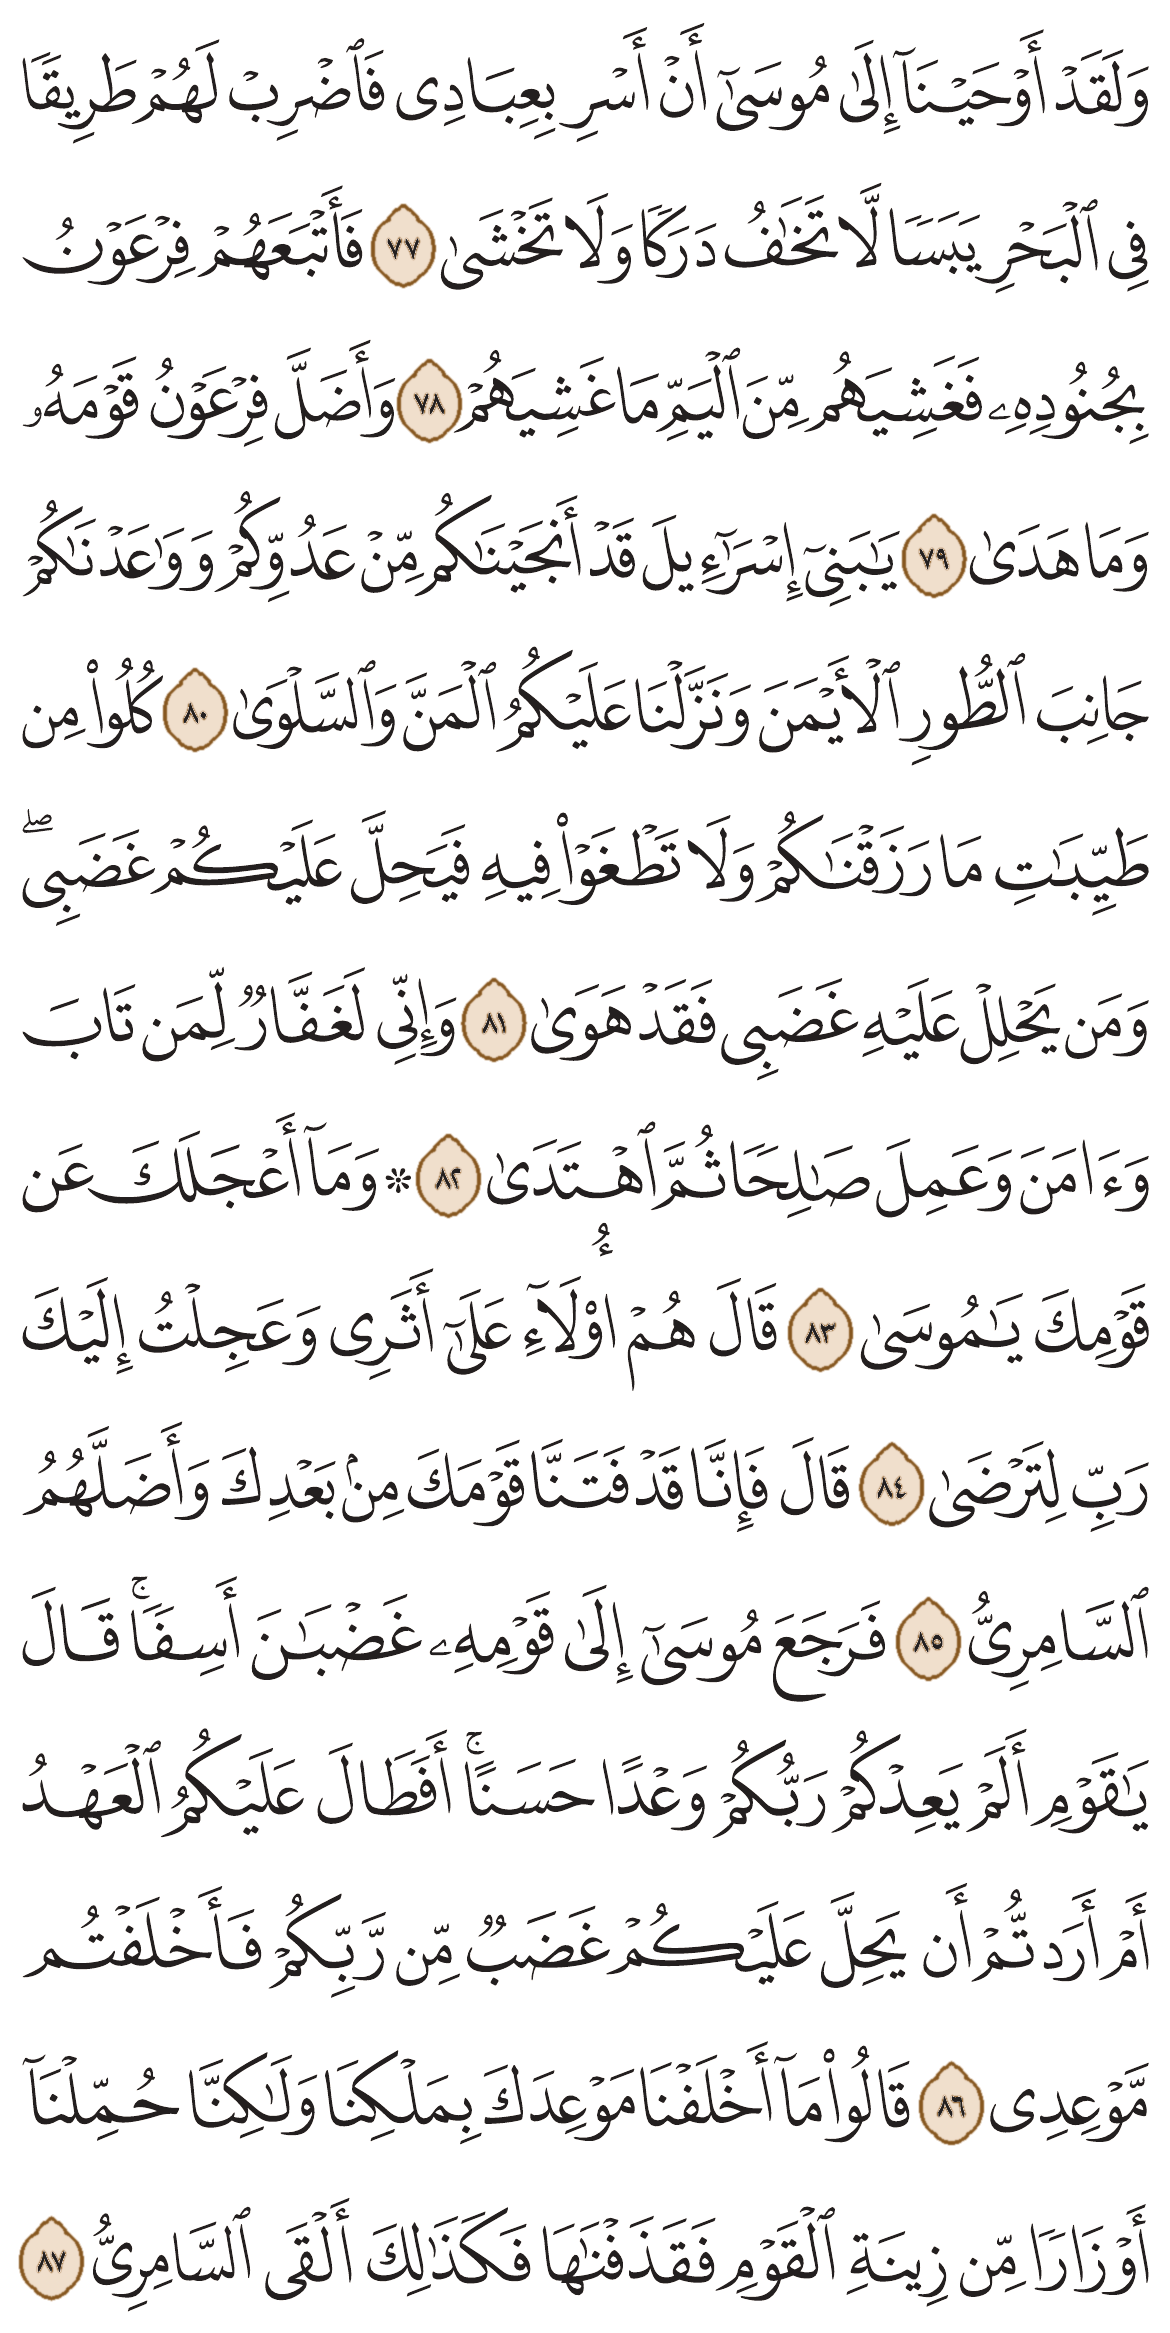 وَلَقَدْ أَوْحَيْنَآ إِلَىٰ مُوسَىٰٓ أَنْ أَسْرِ بِعِبَادِى فَٱضْرِبْ لَهُمْ طَرِيقًا
فِى ٱلْبَحْرِ يَبَسًا لَّا تَخَٰفُ دَرَكًا وَلَا تَخْشَىٰ ٧٧ فَأَتْبَعَهُمْ فِرْعَوْنُ
بِجُنُودِهِۦ فَغَشِيَهُم مِّنَ ٱلْيَمِّ مَا غَشِيَهُمْ ٧٨ وَأَضَلَّ فِرْعَوْنُ قَوْمَهُۥ
وَمَا هَدَىٰ ٧٩ يَٰبَنِىٓ إِسْرَٰٓءِيلَ قَدْ أَنجَيْنَٰكُم مِّنْ عَدُوِّكُمْ وَوَٰعَدْنَٰكُمْ
جَانِبَ ٱلطُّورِ ٱلْأَيْمَنَ وَنَزَّلْنَا عَلَيْكُمُ ٱلْمَنَّ وَٱلسَّلْوَىٰ ٨٠ كُلُوا۟ مِن
طَيِّبَٰتِ مَا رَزَقْنَٰكُمْ وَلَا تَطْغَوْا۟ فِيهِ فَيَحِلَّ عَلَيْكُمْ غَضَبِى ۖ
وَمَن يَحْلِلْ عَلَيْهِ غَضَبِى فَقَدْ هَوَىٰ ٨١ وَإِنِّى لَغَفَّارٌ لِّمَن تَابَ
وَءَامَنَ وَعَمِلَ صَٰلِحًا ثُمَّ ٱهْتَدَىٰ ٨٢ ۞ وَمَآ أَعْجَلَكَ عَن
قَوْمِكَ يَٰمُوسَىٰ ٨٣ قَالَ هُمْ أُو۟لَآءِ عَلَىٰٓ أَثَرِى وَعَجِلْتُ إِلَيْكَ
رَبِّ لِتَرْضَىٰ ٨٤ قَالَ فَإِنَّا قَدْ فَتَنَّا قَوْمَكَ مِنۢ بَعْدِكَ وَأَضَلَّهُمُ
ٱلسَّامِرِىُّ ٨٥ فَرَجَعَ مُوسَىٰٓ إِلَىٰ قَوْمِهِۦ غَضْبَٰنَ أَسِفًا ۚ قَالَ
يَٰقَوْمِ أَلَمْ يَعِدْكُمْ رَبُّكُمْ وَعْدًا حَسَنًا ۚ أَفَطَالَ عَلَيْكُمُ ٱلْعَهْدُ
أَمْ أَرَدتُّمْ أَن يَحِلَّ عَلَيْكُمْ غَضَبٌ مِّن رَّبِّكُمْ فَأَخْلَفْتُم
مَّوْعِدِى ٨٦ قَالُوا۟ مَآ أَخْلَفْنَا مَوْعِدَكَ بِمَلْكِنَا وَلَٰكِنَّا حُمِّلْنَآ
أَوْزَارًا مِّن زِينَةِ ٱلْقَوْمِ فَقَذَفْنَٰهَا فَكَذَٰلِكَ أَلْقَى ٱلسَّامِرِىُّ ٨٧